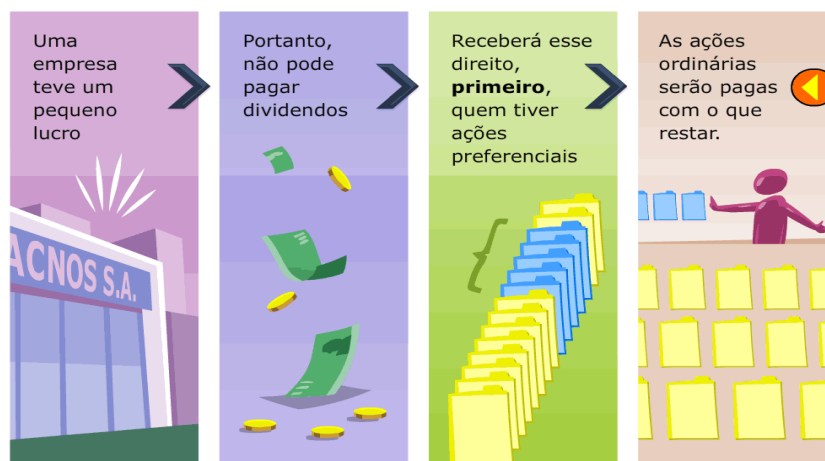 Uma
empresa
teve um
pequeno
lucro
Portanto,
não pode
pagar
dividendos
Receberá esse
direito,
primeiro,
quem tiver
ações
preferenciais
As ações
ordinárias
serão pagas
com o que
restar.
ACNOS S.A.